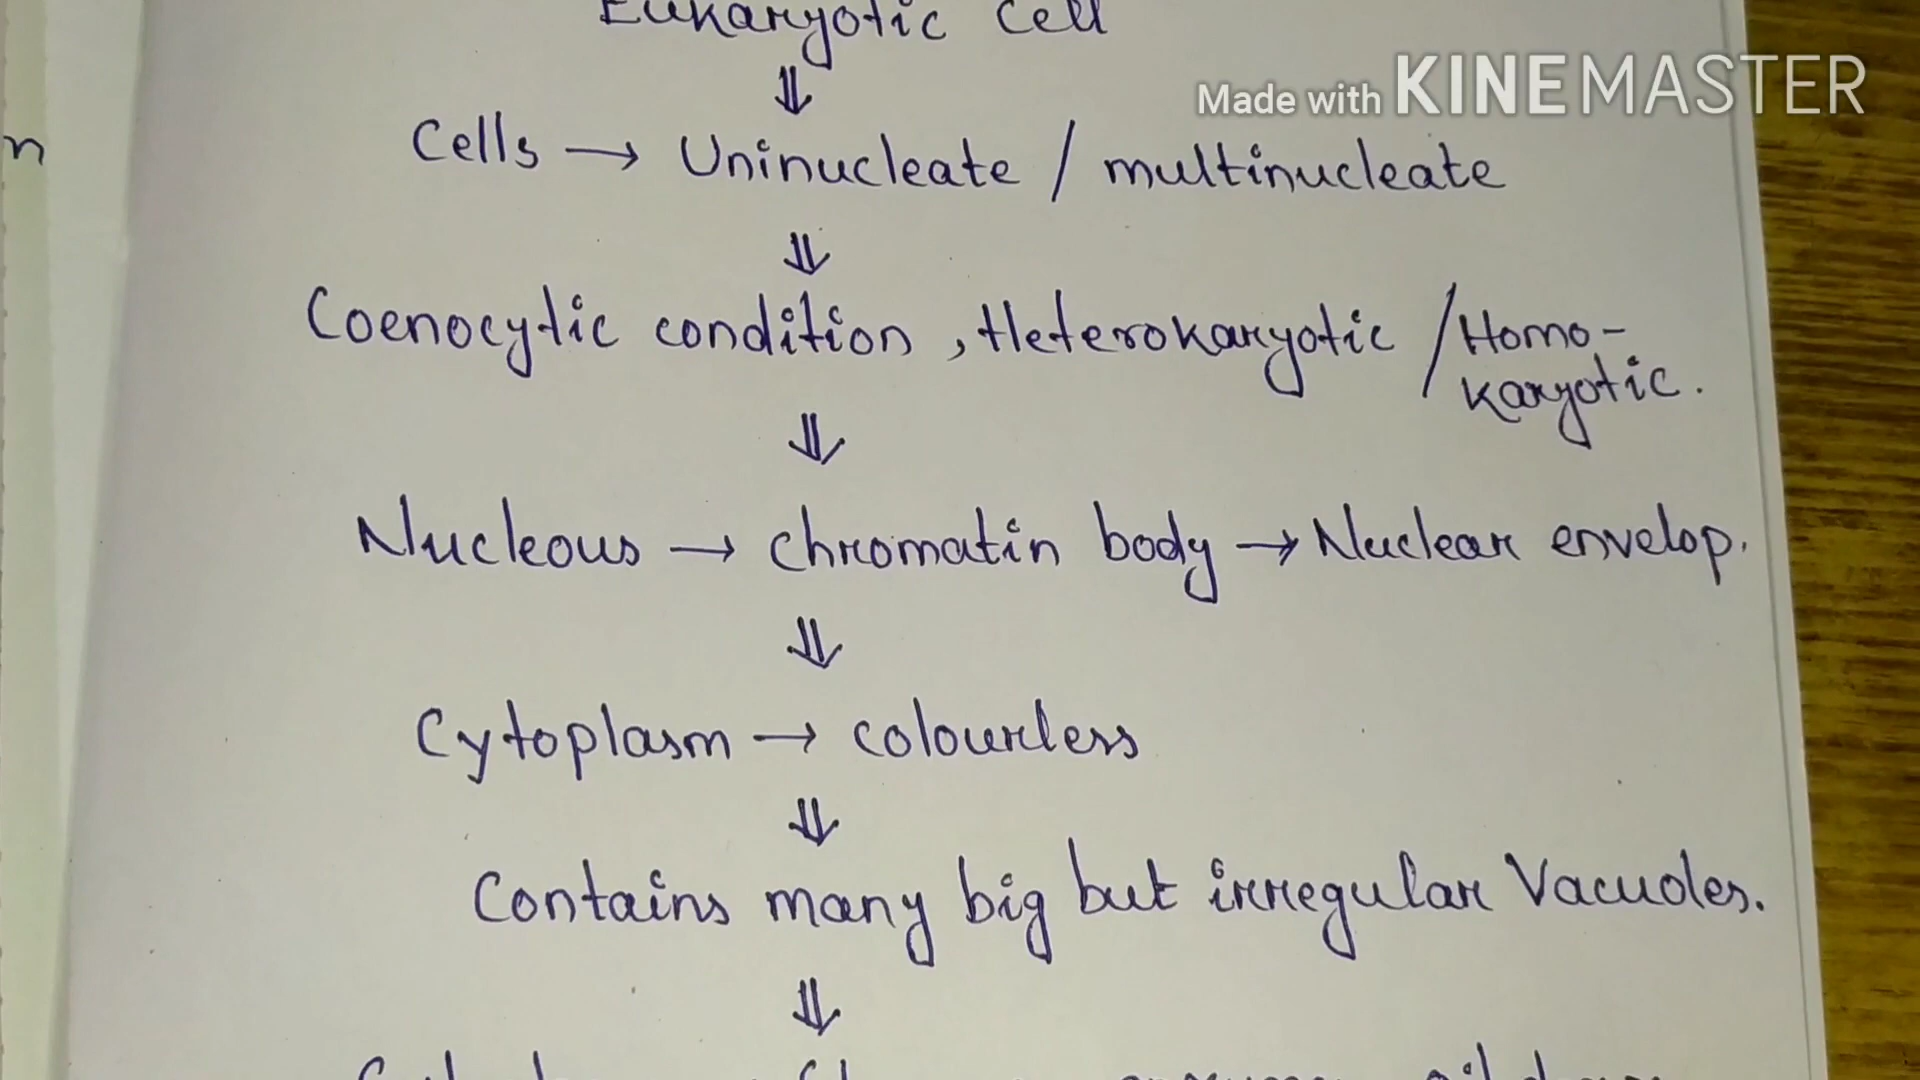 Eukaryotic Cell
⇓
Made with KINEMASTER
n
Cells → Uninucleate / multinucleate
⇓
Coenocytic condition, Heterokaryotic / Homo-
karyotic.
⇓
Nucleous → chromatin body → Nuclear envelop.
⇓
Cytoplasm → colourless
⇓
Contains many big but irregular Vacuoles.
⇓